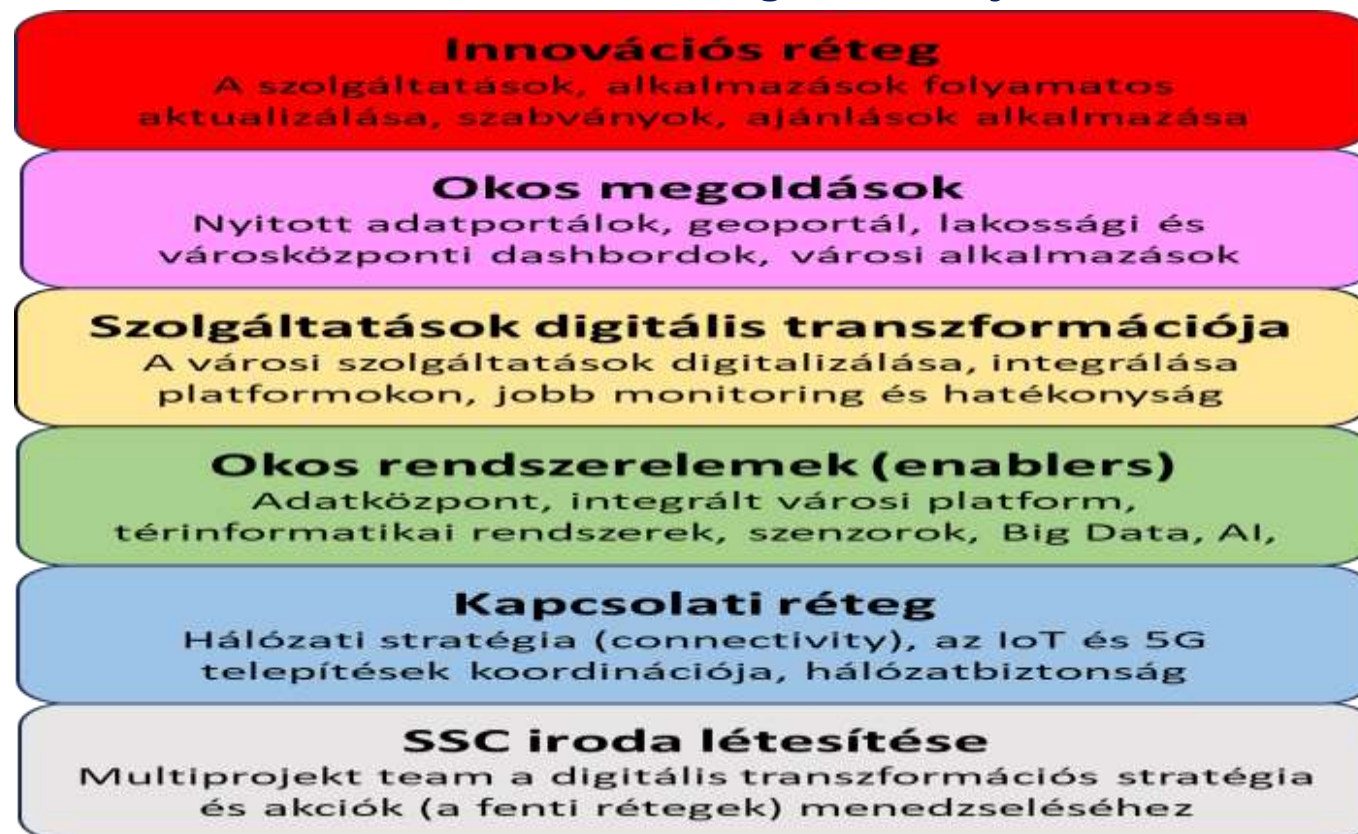 Innovációs réteg
A szolgáltatások, alkalmazások folyamatos
aktualizálása, szabványok, ajánlások alkalmazása
Okos megoldások
Nyitott adatportálok, geoportál, lakossági és
városközponti dashbordok, városi alkalmazások
Szolgáltatások digitális transzformációja
A városi szolgáltatások digitalizálása, integrálása
platformokon, jobb monitoring és hatékonyság
Okos rendszerelemek (enablers)
Adatközpont, integrált városi platform,
térinformatikai rendszerek, szenzorok, Big Data, AI,
Kapcsolati réteg
Hálózati stratégia (connectivity), az IoT és 5G
telepítések koordinációja, hálózatbiztonság
SSC iroda létesítése
Multiprojekt team a digitális transzformációs stratégia
és akciók (a fenti rétegek) menedzseléséhez